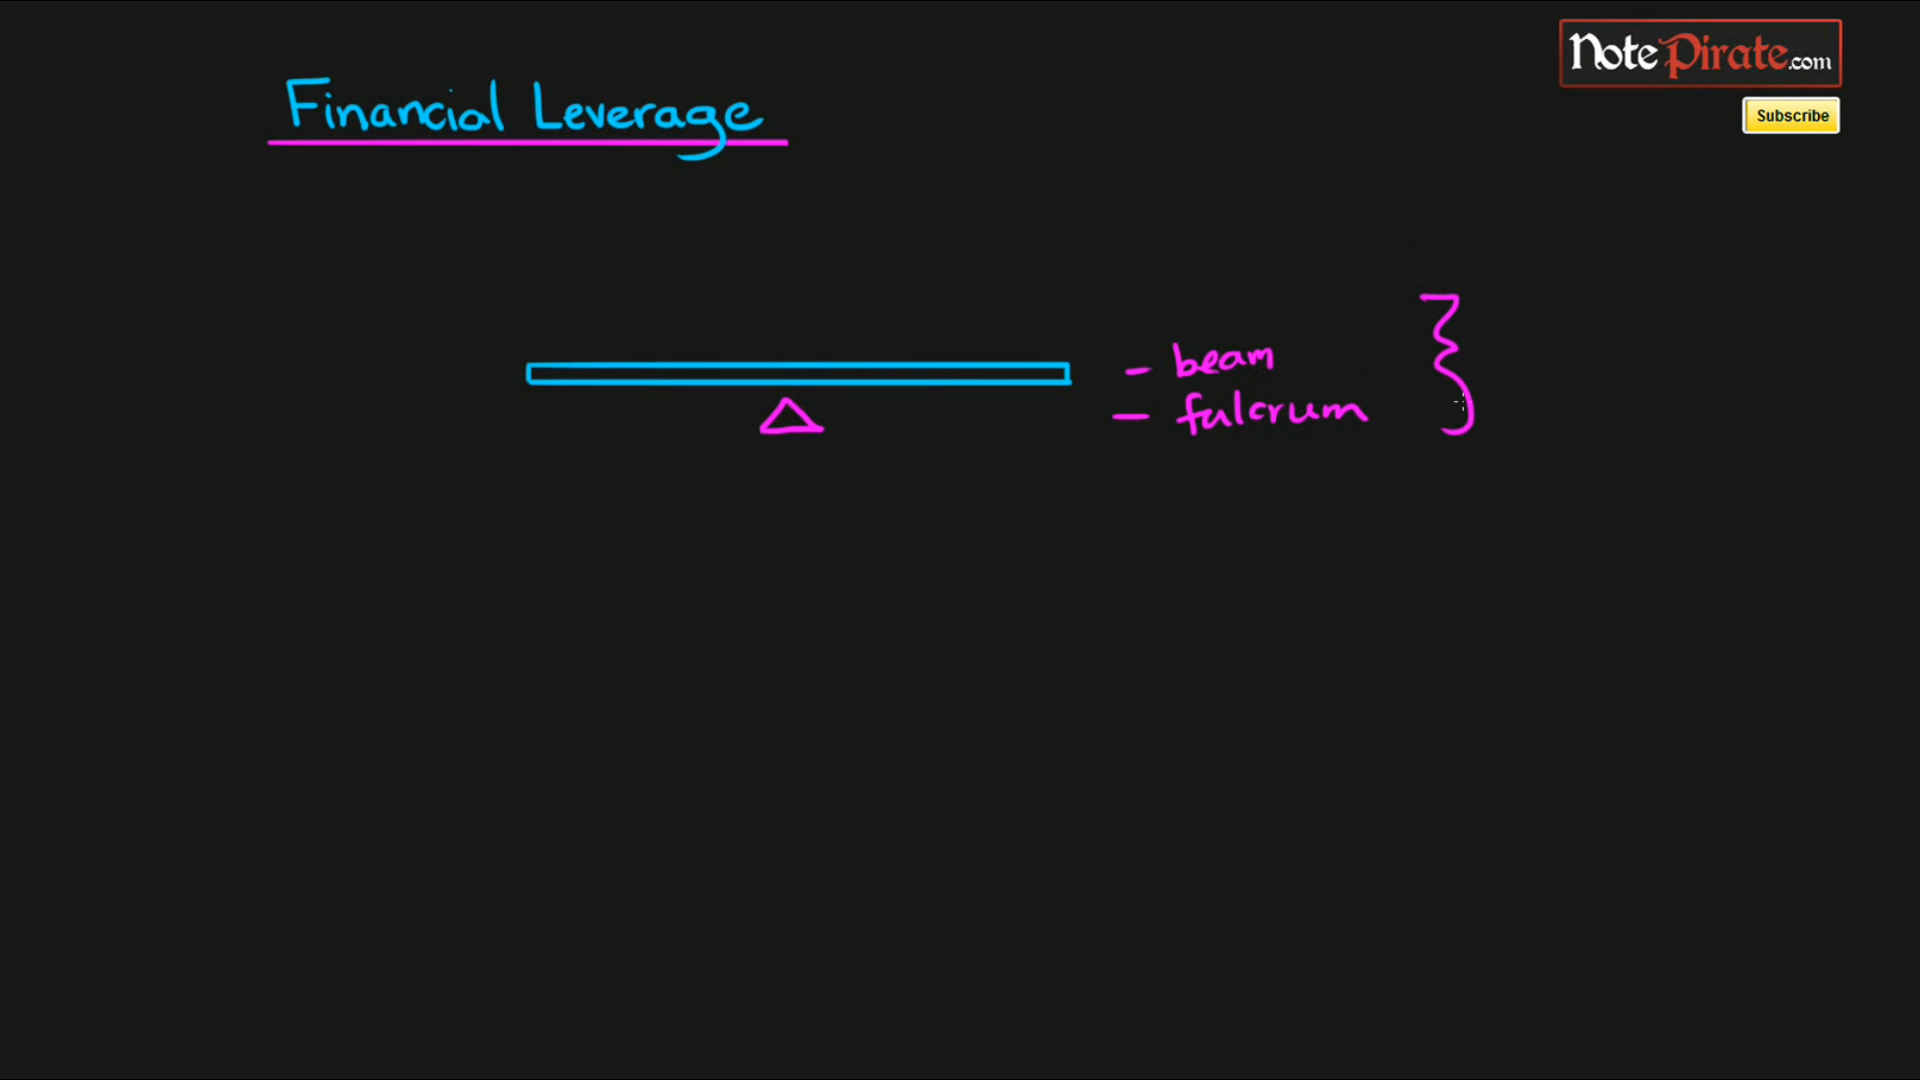 NotePirate.com
Subscribe
Financial Leverage
- beam
- fulcrum